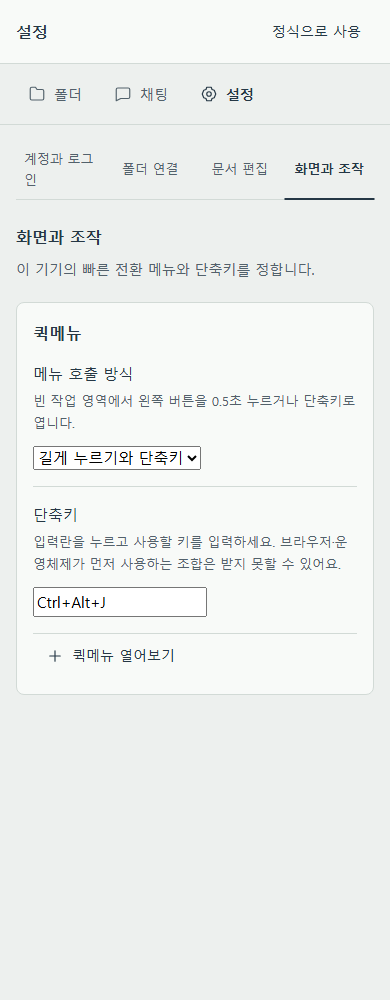 설정
정식으로 사용
폴더
채팅
설정
계정과 로그
인
폴더 연결
문서 편집
화면과 조작
화면과 조작
이 기기의 빠른 전환 메뉴와 단축키를 정합니다.
퀵메뉴
메뉴 호출 방식
빈 작업 영역에서 왼쪽 버튼을 0.5초 누르거나 단축키로
엽니다.
길게 누르기와 단축키
단축키
입력란을 누르고 사용할 키를 입력하세요. 브라우저·운
영체제가 먼저 사용하는 조합은 받지 못할 수 있어요.
Ctrl+Alt+J
퀵메뉴 열어보기